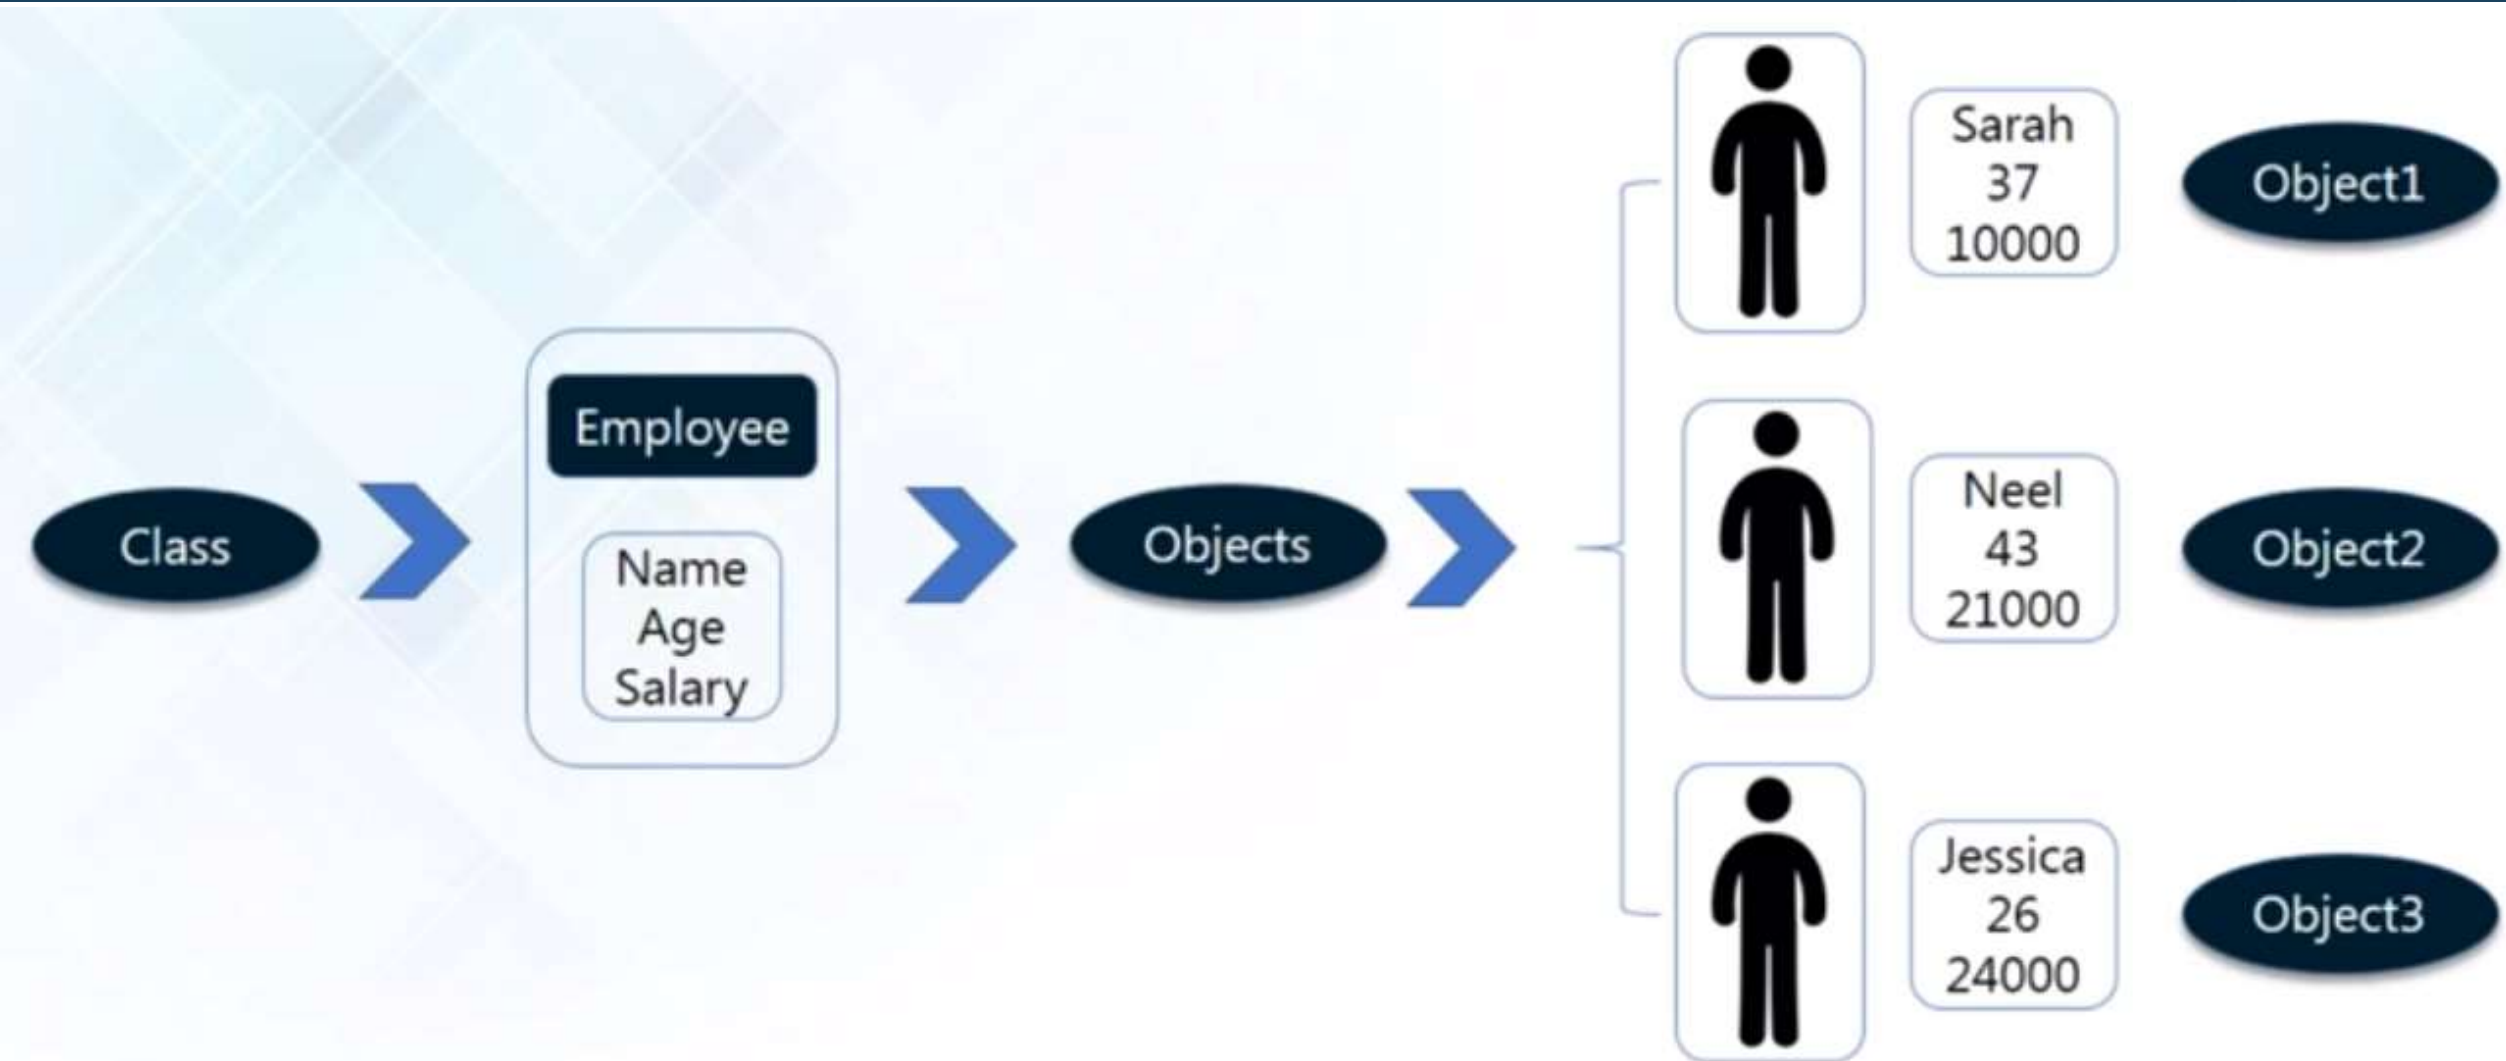 Class
Employee
Name
Age
Salary
Objects
Sarah
37
10000
Object1
Neel
43
21000
Object2
Jessica
26
24000
Object3